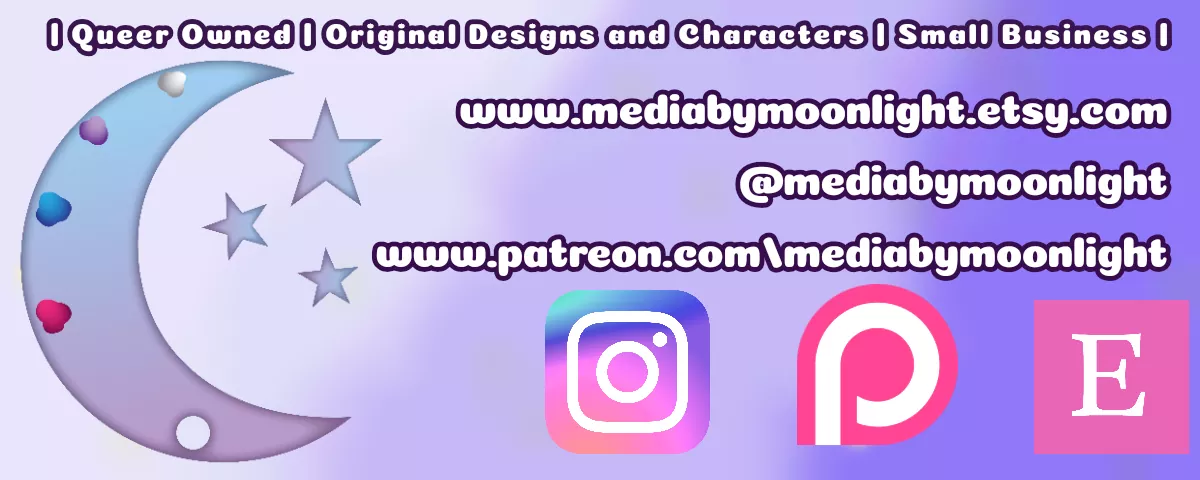 | Queer Owned | Original Designs and Characters | Small Business |
www.mediabymoonlight.etsy.com
@mediabymoonlight
www.patreon.com\mediabymoonlight
E